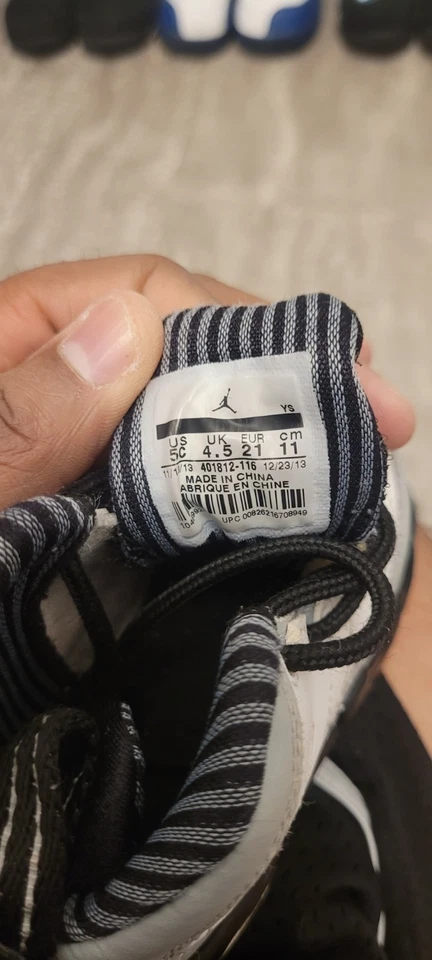 YS
US UK EUR cm
5C 4.5 21 11
401812-116 12/23/13
MADE IN CHINA
FABRIQUE EN CHINE
UPC 00826216708949